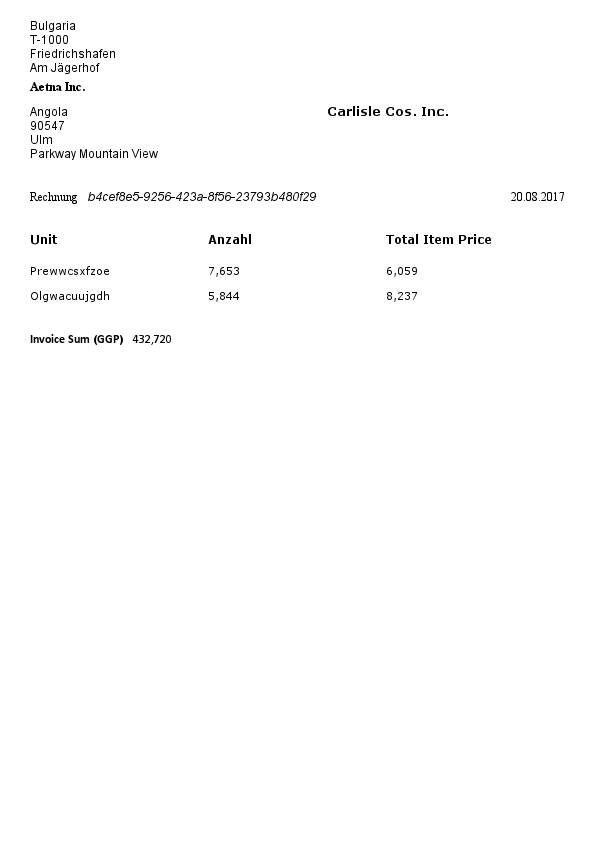 Bulgaria
T-1000
Friedrichshafen
Am Jägerhof
Aetna Inc.
Angola
90547
Ulm
Parkway Mountain View
Carlisle Cos. Inc.
Rechnung b4cef8e5-9256-423a-8f56-23793b480f29 20.08.2017
Unit Anzahl Total Item Price
Prewwcsxfzoe 7,653 6,059
Olgwacuujgdh 5,844 8,237
Invoice Sum (GGP) 432,720